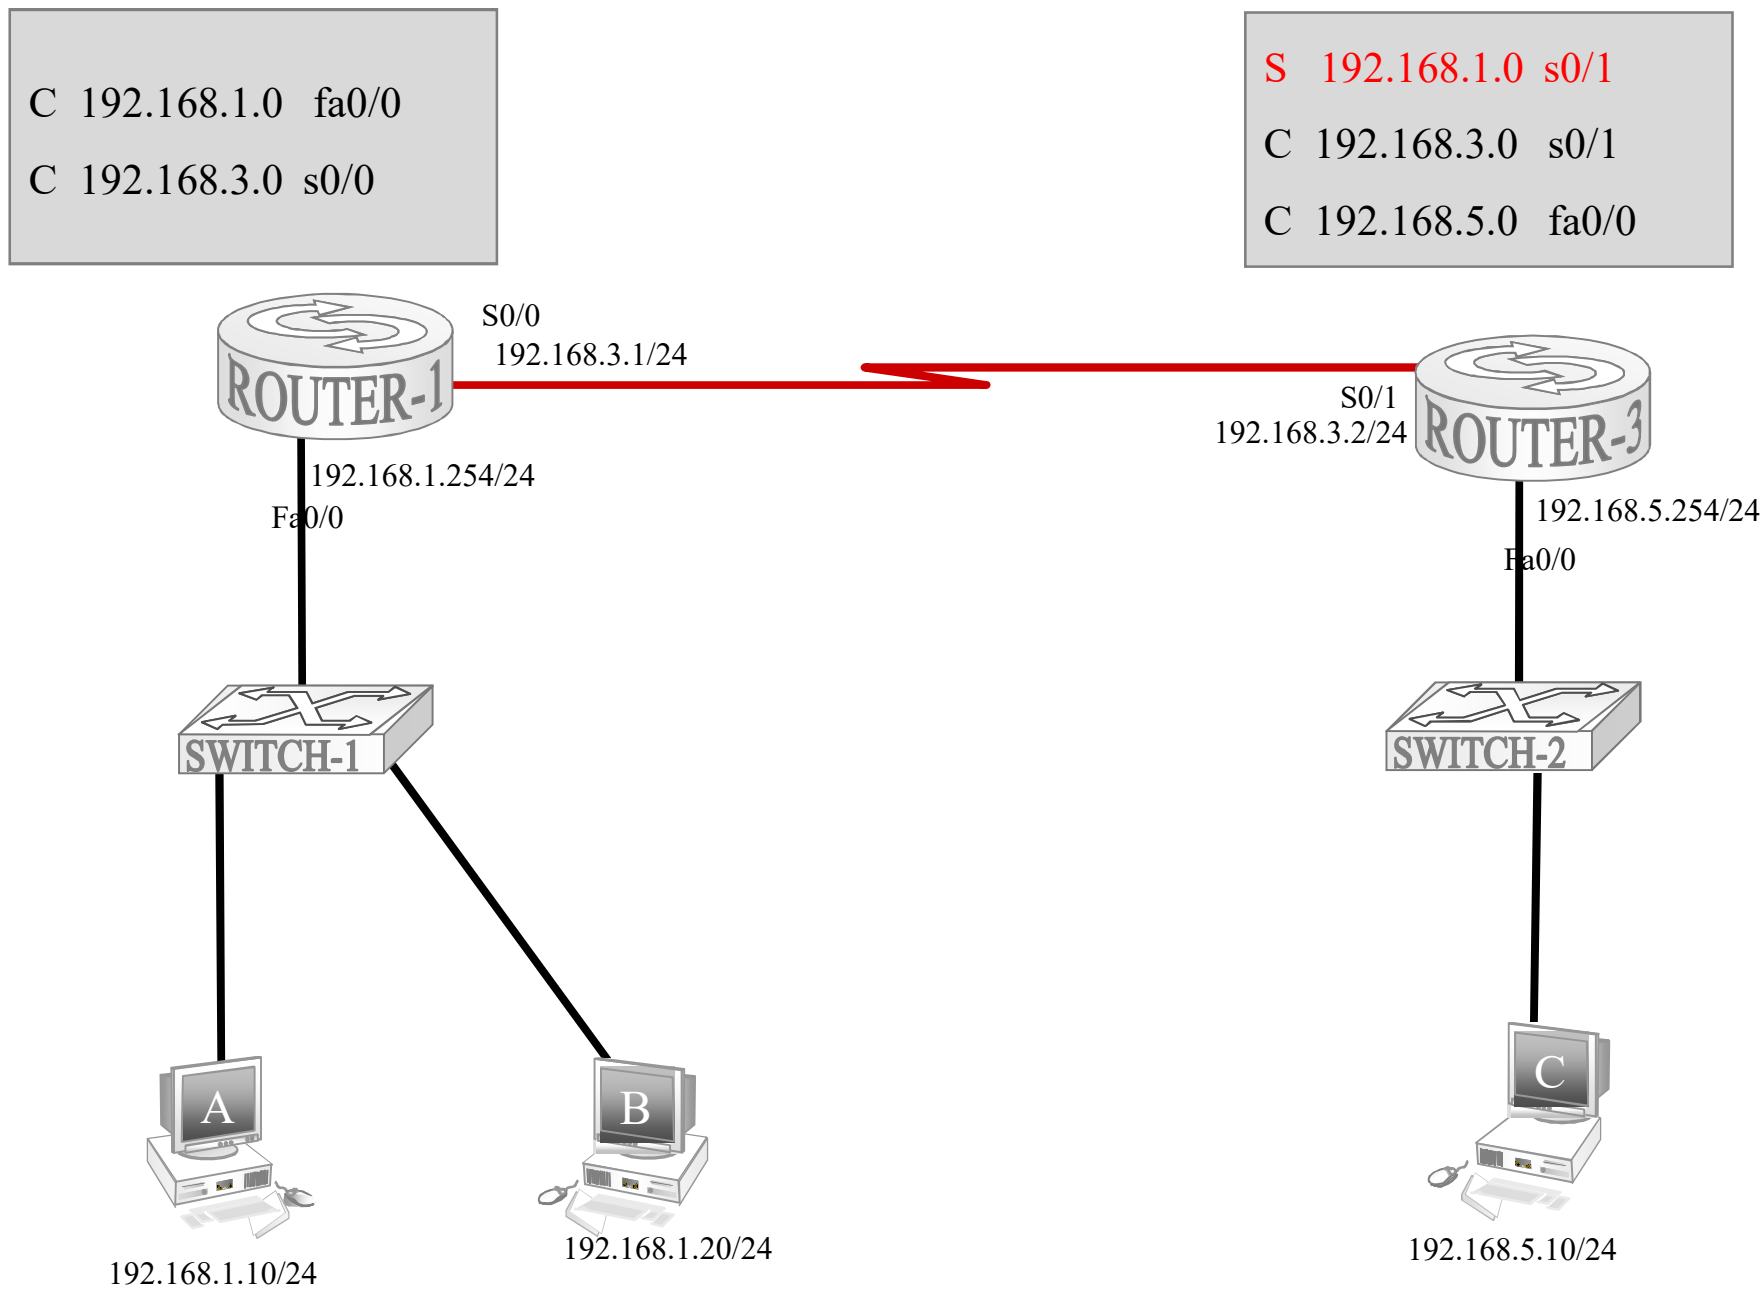 C 192.168.1.0 fa0/0
C 192.168.3.0 s0/0
S 192.168.1.0 s0/1
C 192.168.3.0 s0/1
C 192.168.5.0 fa0/0
S0/0
192.168.3.1/24
ROUTER-1
S0/1
192.168.3.2/24
ROUTER-3
192.168.1.254/24
Fa0/0
192.168.5.254/24
Fa0/0
SWITCH-1
SWITCH-2
A
B
C
192.168.1.10/24
192.168.1.20/24
192.168.5.10/24